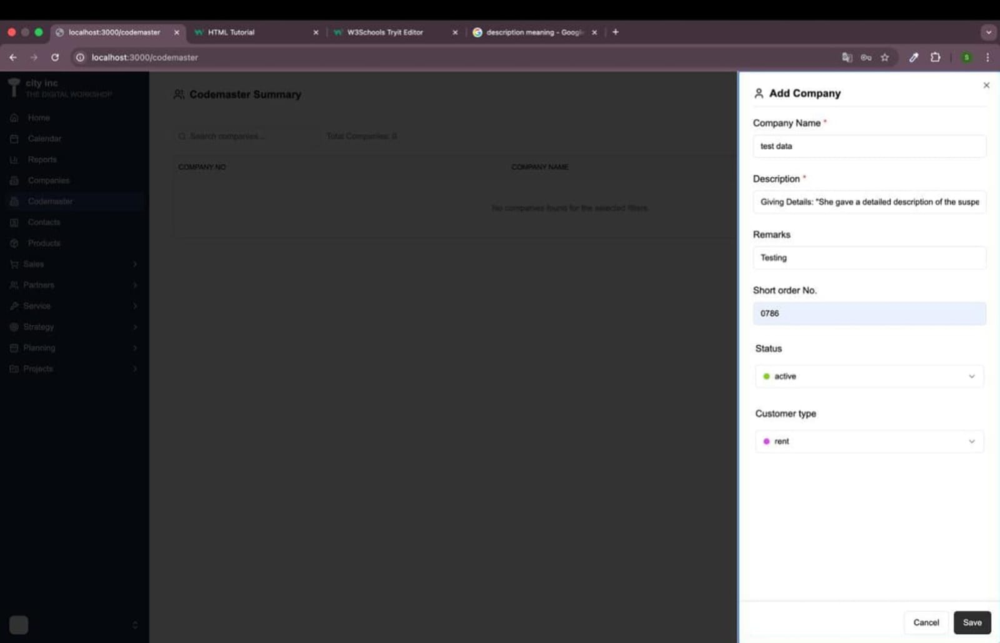 localhost:3000/codemaster
HTML Tutorial
W3Schools Tryit Editor
description meaning - Google
localhost:3000/codemaster
S
city inc
THE DIGITAL WORKSHOP
Home
Calendar
Reports
Companies
Codemaster
Contacts
Products
Sales
Partners
Service
Strategy
Planning
Projects
Codemaster Summary
Search companies...
Total Companies: 0
COMPANY NO
COMPANY NAME
No companies found for the selected filters.
Add Company
Company Name *
test data
Description *
Giving Details: "She gave a detailed description of the suspe
Remarks
Testing
Short order No.
0786
Status
active
Customer type
rent
Cancel
Save